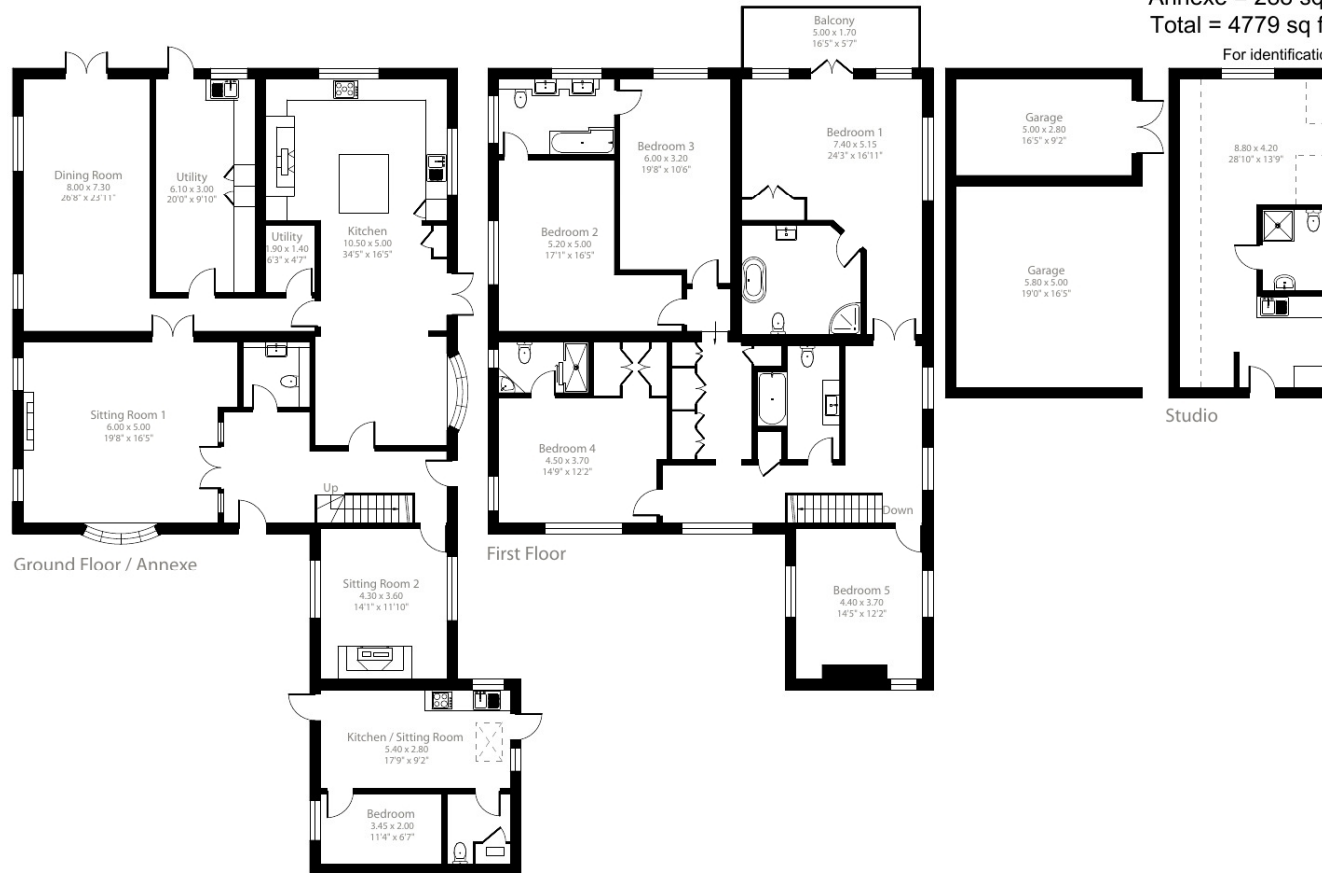 Annexe = 288 sq
Total = 4779 sq f
For identificatio
Balcony
5.00 x 1.70
16'5" x 5'7"
Dining Room
8.00 x 7.30
26'8" x 23'11"
Utility
6.10 x 3.00
20'0" x 9'10"
Utility
1.90 x 1.40
6'3" x 4'7"
Kitchen
10.50 x 5.00
34'5" x 16'5"
Bedroom 3
6.00 x 3.20
19'8" x 10'6"
Bedroom 1
7.40 x 5.15
24'3" x 16'11"
Bedroom 2
5.20 x 5.00
17'1" x 16'5"
Garage
5.00 x 2.80
16'5" x 9'2"
Garage
5.80 x 5.00
19'0" x 16'5"
8.80 x 4.20
28'10" x 13'9"
Studio
Sitting Room 1
6.00 x 5.00
19'8" x 16'5"
Up
Bedroom 4
4.50 x 3.70
14'9" x 12'2"
Down
Ground Floor / Annexe
First Floor
Sitting Room 2
4.30 x 3.60
14'1" x 11'10"
Bedroom 5
4.40 x 3.70
14'5" x 12'2"
Kitchen / Sitting Room
5.40 x 2.80
17'9" x 9'2"
Bedroom
3.45 x 2.00
11'4" x 6'7"